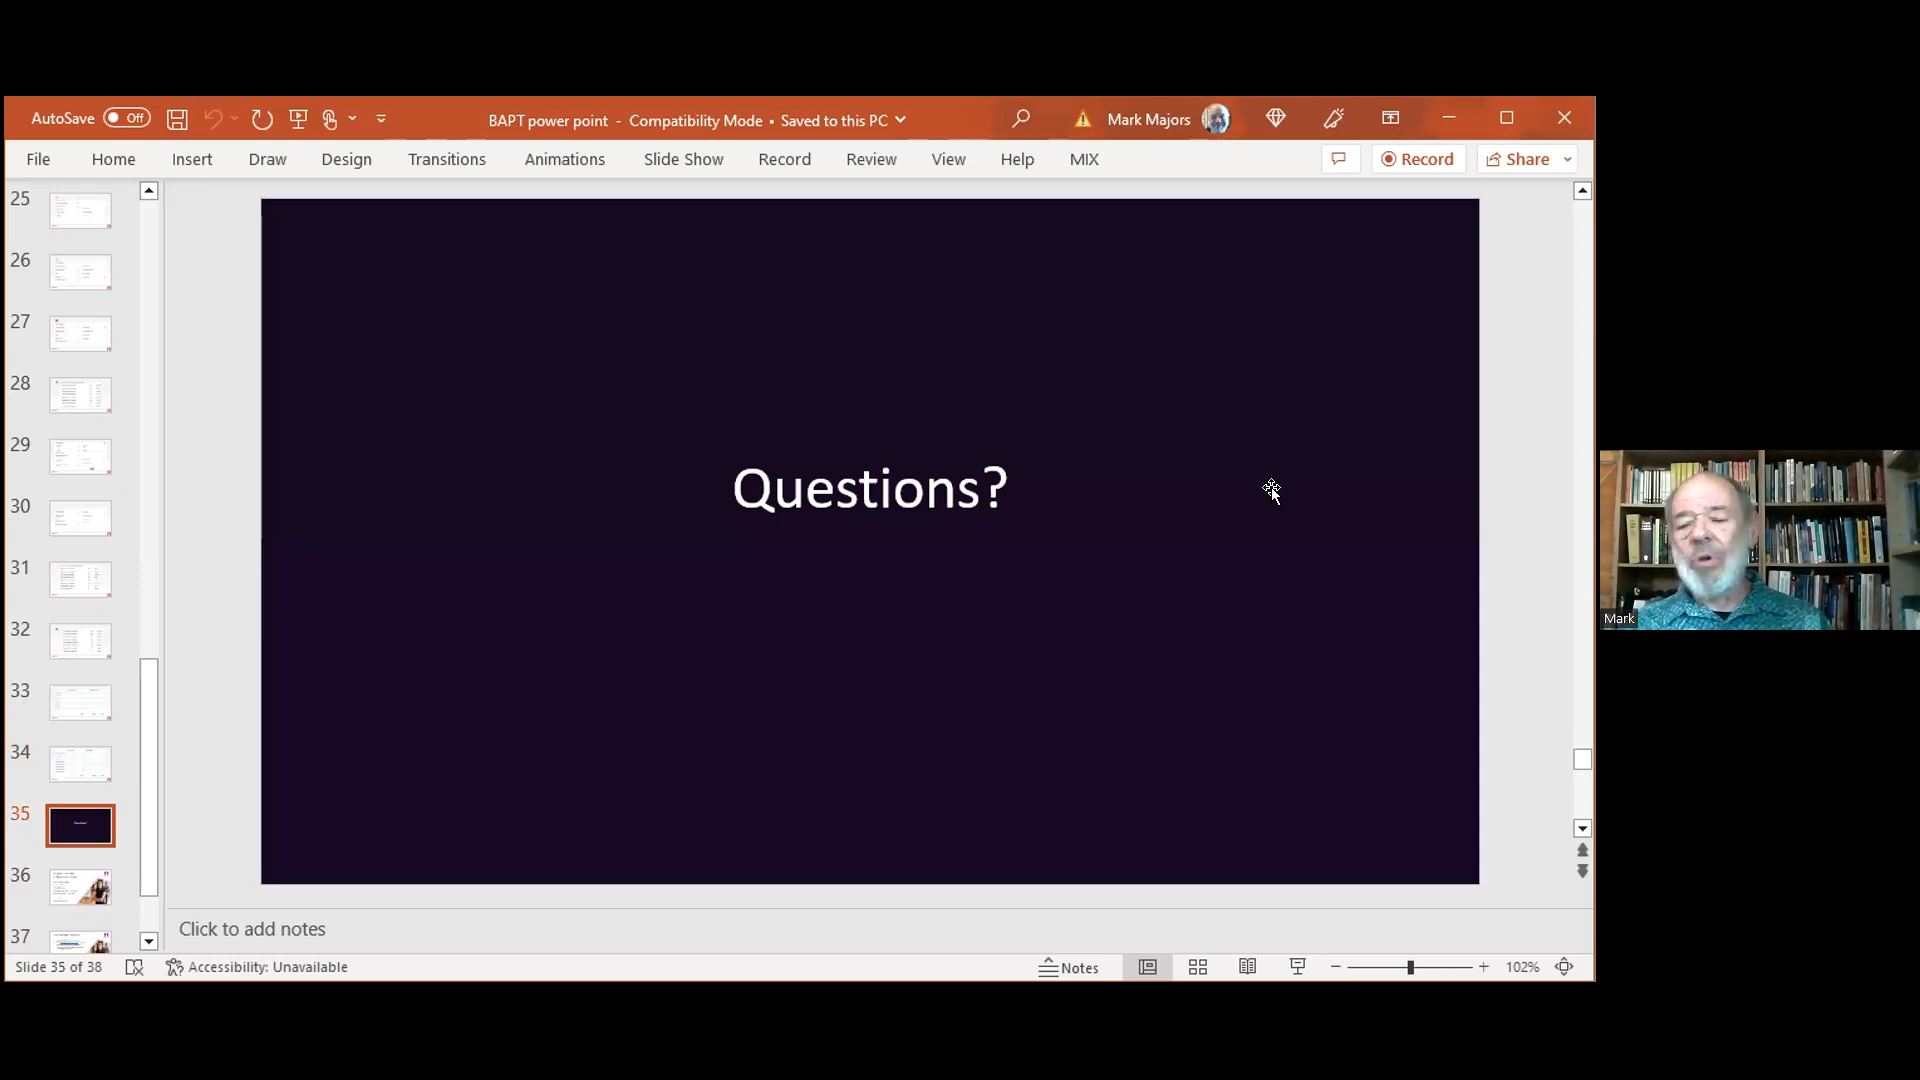 AutoSave Off
BAPT power point - Compatibility Mode • Saved to this PC
Mark Majors
File Home Insert Draw Design Transitions Animations Slide Show Record Review View Help MIX
Record Share
25
26
27
28
29
30
31
32
33
34
35
36
37
Questions?
Mark
Click to add notes
Slide 35 of 38 Accessibility: Unavailable Notes 102%